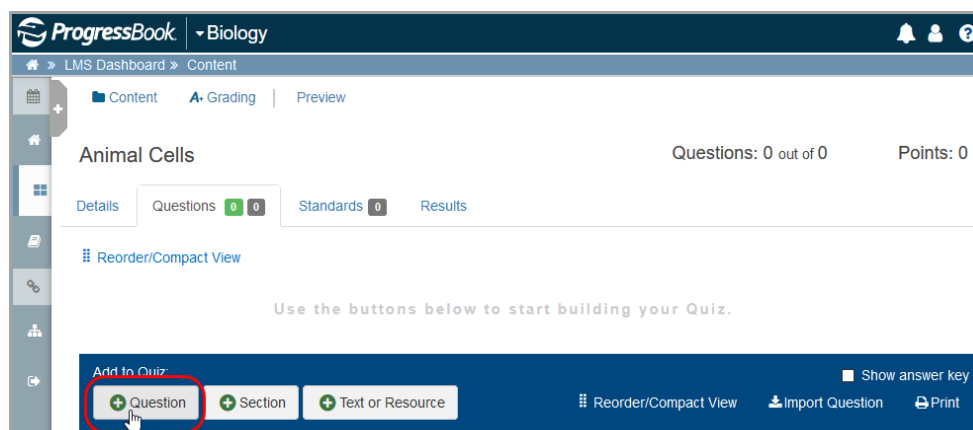 ProgressBook. Biology
» LMS Dashboard » Content
Content A+ Grading Preview
Animal Cells Questions: 0 out of 0 Points: 0
Details Questions 0 0 Standards 0 Results
Reorder/Compact View
Use the buttons below to start building your Quiz.
Add to Quiz: Show answer key
Question Section Text or Resource Reorder/Compact View Import Question Print